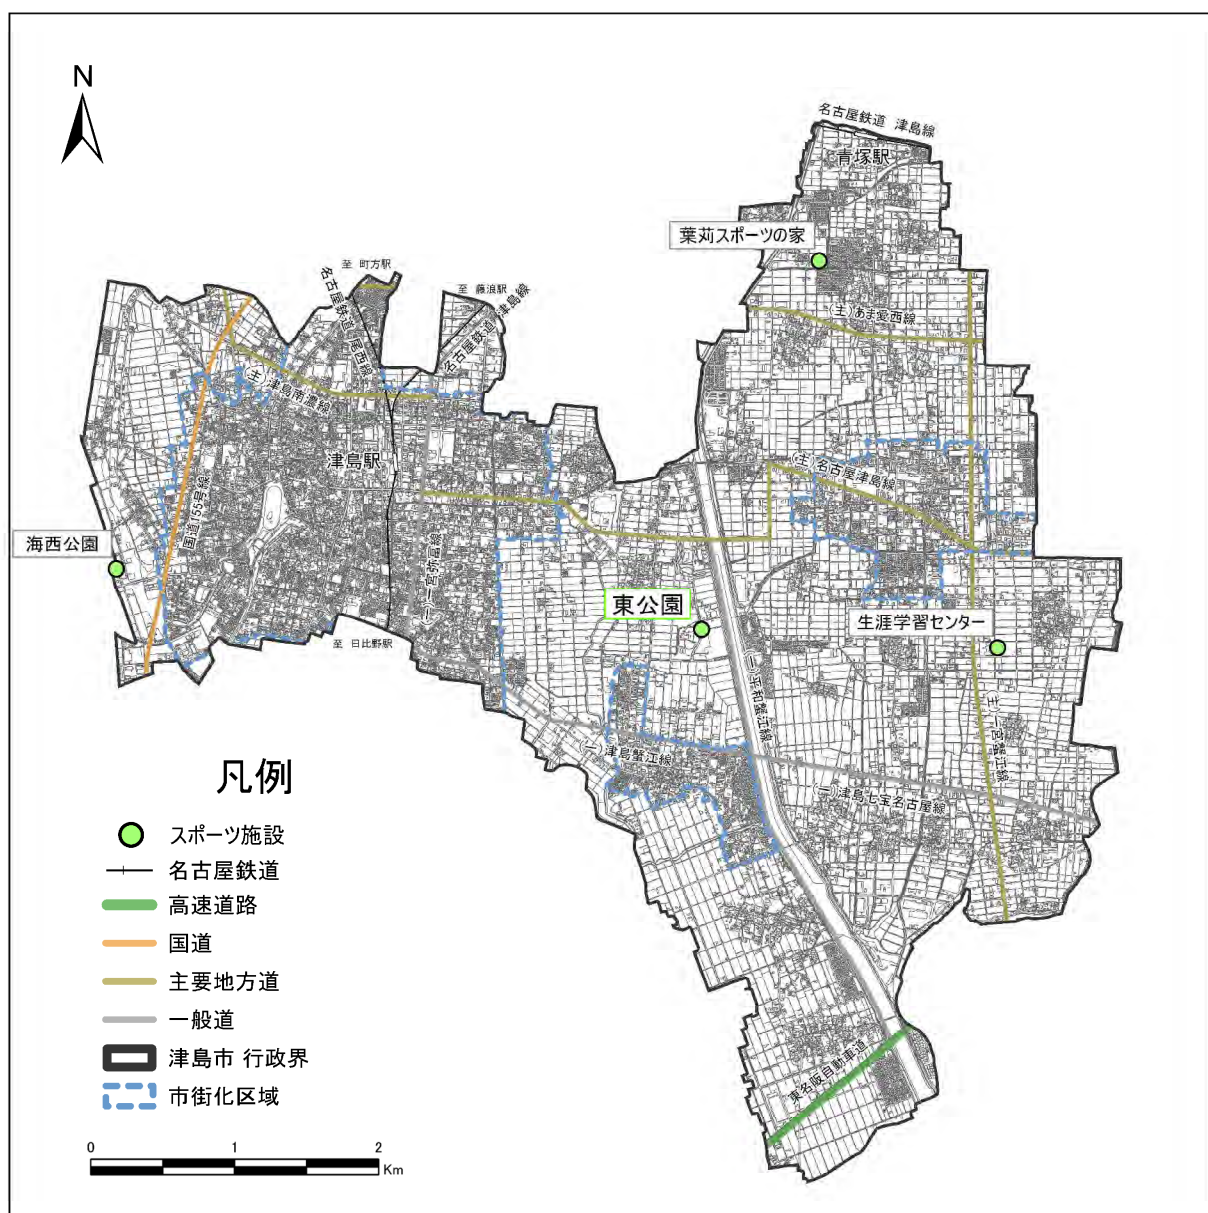 N
名古屋鉄道 津島線
青塚駅
葉苅スポーツの家
至 町方駅
名古屋鉄道 尾西線
至 藤浪駅
名古屋鉄道 津島線
(主)あま愛西線
(主)津島南濃線
津島駅
(主)名古屋津島線
国道155号線
海西公園
(一)一宮弥富線
東公園
生涯学習センター
至 日比野駅
(一)平和蟹江線
(主)一宮蟹江線
(一)津島蟹江線
(一)津島七宝名古屋線
東名阪自動車道
凡例
スポーツ施設
名古屋鉄道
高速道路
国道
主要地方道
一般道
津島市 行政界
市街化区域
0 1 2
Km